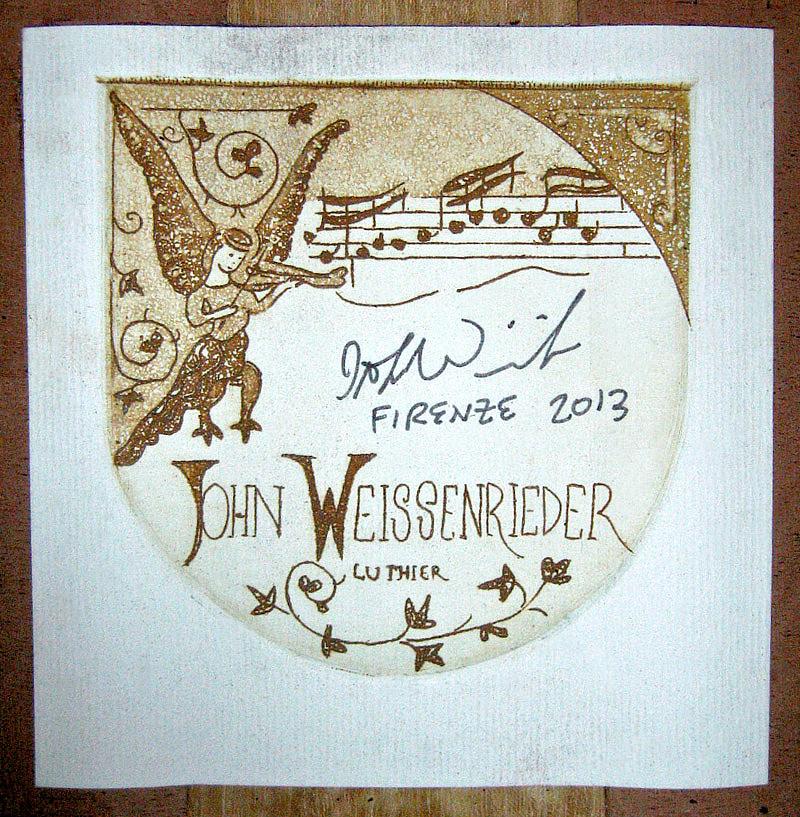 FIRENZE 2013
JOHN WEISSENRIEDER
LUTHIER